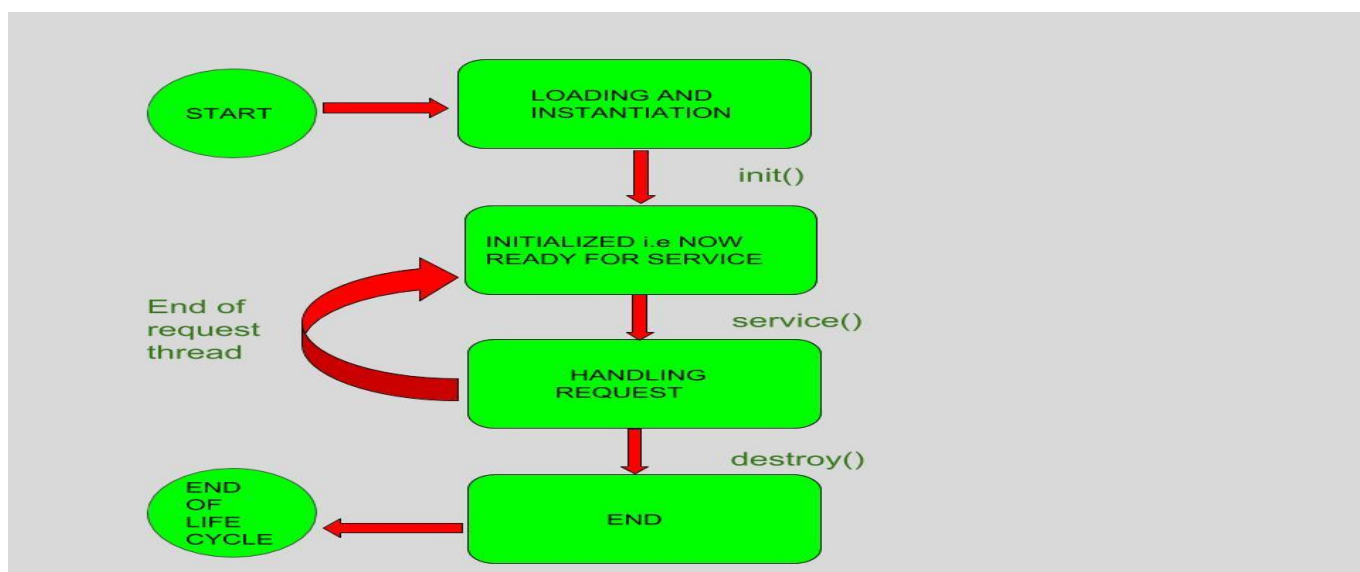 START
LOADING AND
INSTANTIATION
init()
INITIALIZED i.e NOW
READY FOR SERVICE
End of
request
thread
service()
HANDLING
REQUEST
destroy()
END
OF
LIFE
CYCLE
END